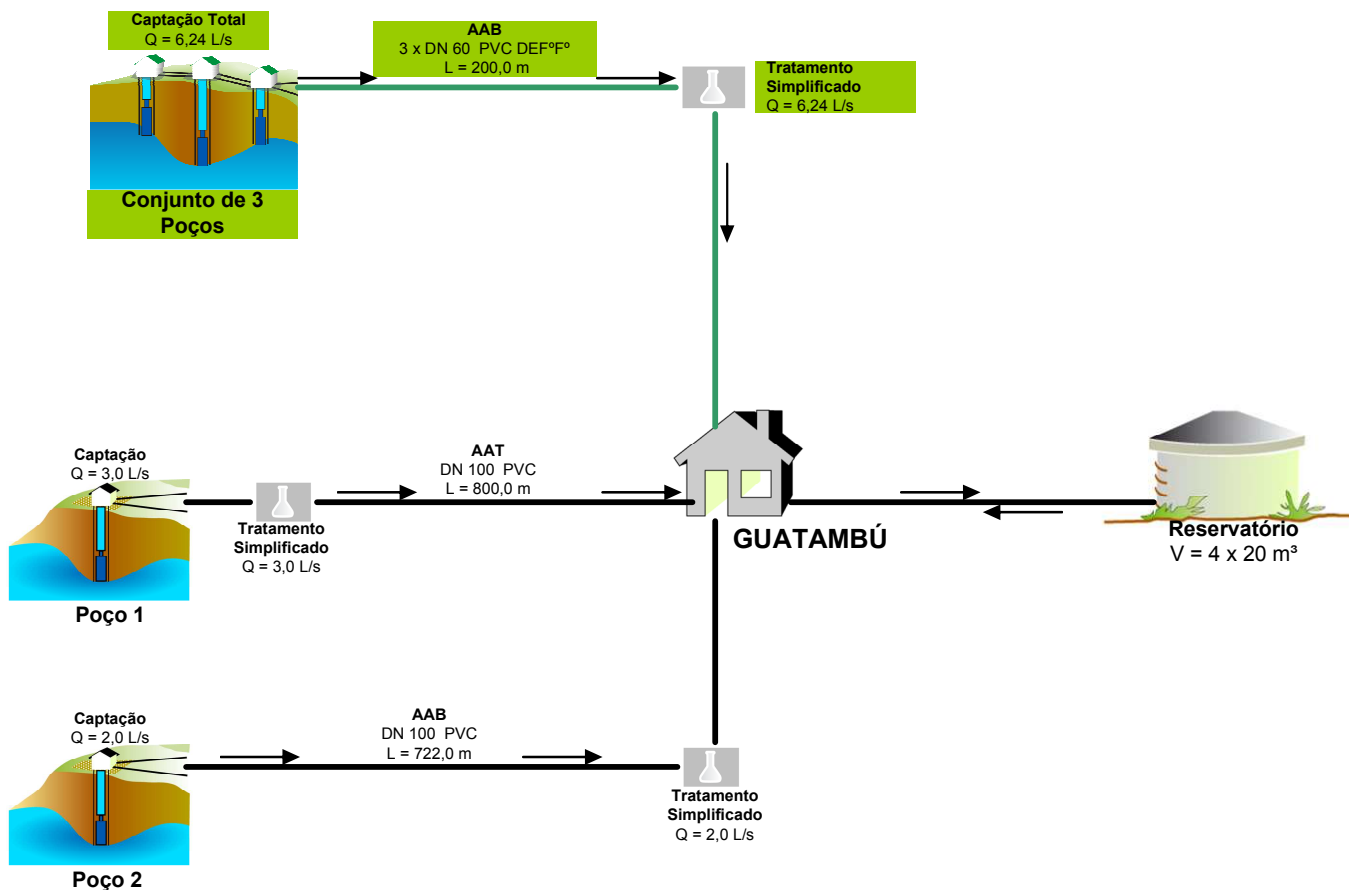 Captação Total
Q = 6,24 L/s
AAB
3 x DN 60 PVC DEFºFº
L = 200,0 m
Tratamento
Simplificado
Q = 6,24 L/s
Conjunto de 3
Poços
Captação
Q = 3,0 L/s
AAT
DN 100 PVC
L = 800,0 m
Tratamento
Simplificado
Q = 3,0 L/s
Poço 1
GUATAMBÚ
Reservatório
V = 4 x 20 m³
Captação
Q = 2,0 L/s
AAB
DN 100 PVC
L = 722,0 m
Tratamento
Simplificado
Q = 2,0 L/s
Poço 2